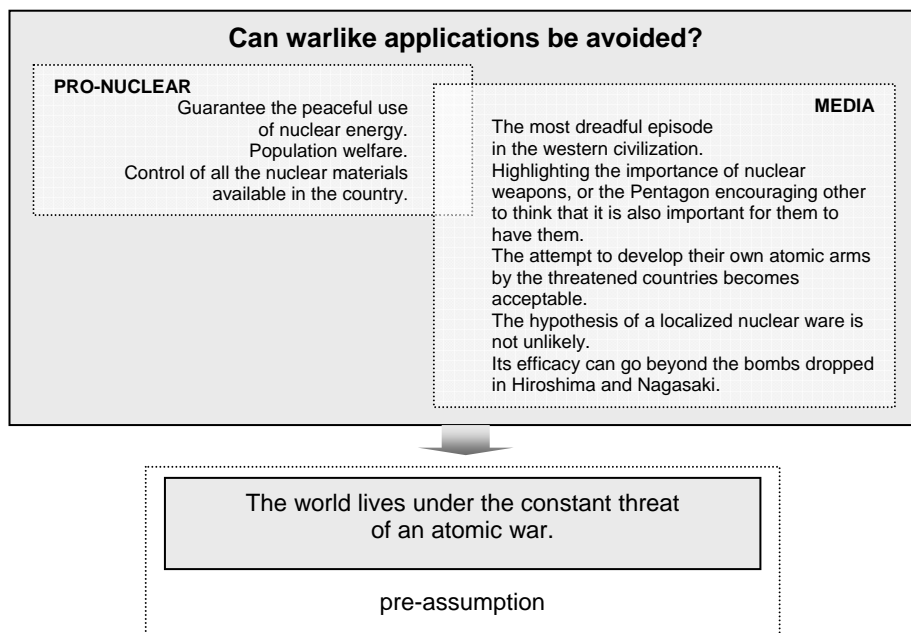 Can warlike applications be avoided?
PRO-NUCLEAR
Guarantee the peaceful use
of nuclear energy.
Population welfare.
Control of all the nuclear materials
available in the country.
MEDIA
The most dreadful episode
in the western civilization.
Highlighting the importance of nuclear
weapons, or the Pentagon encouraging other
to think that it is also important for them to
have them.
The attempt to develop their own atomic arms
by the threatened countries becomes
acceptable.
The hypothesis of a localized nuclear ware is
not unlikely.
Its efficacy can go beyond the bombs dropped
in Hiroshima and Nagasaki.
The world lives under the constant threat
of an atomic war.
pre-assumption